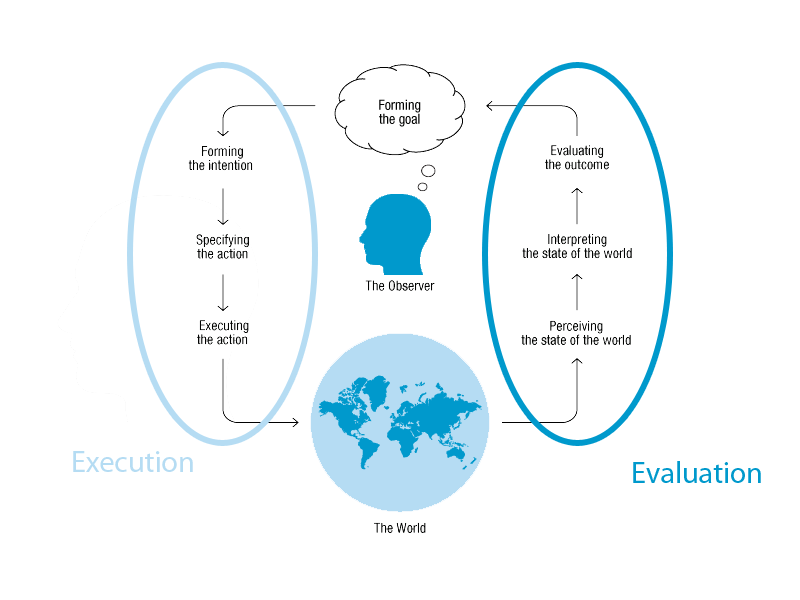 Forming
the goal
Forming
the intention
Specifying
the action
Executing
the action
Evaluating
the outcome
Interpreting
the state of the world
Perceiving
the state of the world
The Observer
Execution
Evaluation
The World